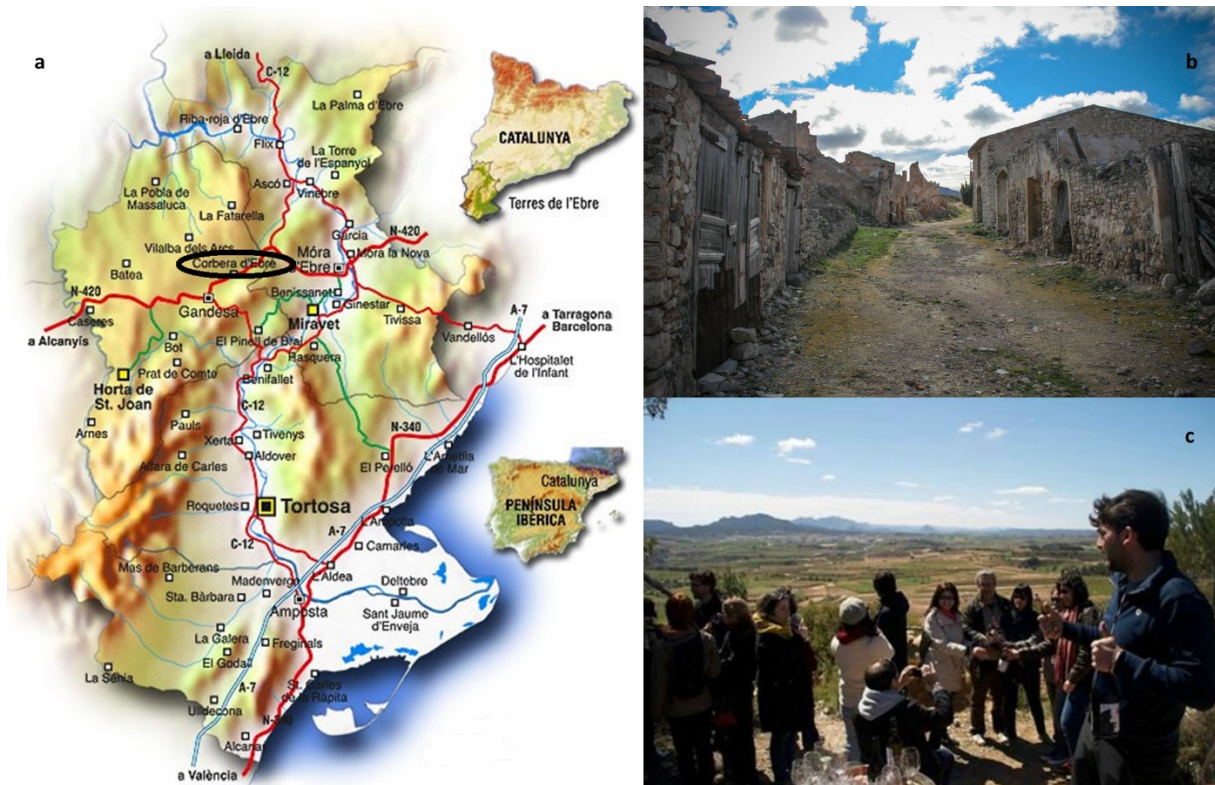 a
a Lleida
C-12
La Palma d'Ebre
Riba-roja d'Ebre
Flix
CATALUNYA
La Torre
de l'Espanyol
Ascó
Vinebre
La Pobla de
Massaluca
La Fatarella
Terres de l'Ebre
Garcia
N-420
Vilalba dels Arcs
Móra
d'Ebre
Móra la Nova
Corbera d'Ebre
Batea
N-420
Benissanet
Ginestar
A-7
Gandesa
Caseres
Miravet
Tivissa
a Tarragona
Barcelona
a Alcanyís
Vandellós
El Pinell de Brai
Bot
Rasquera
L'Hospitalet
de l'Infant
Prat de Comte
Horta de
St. Joan
Benifallet
C-12
Pauls
Arnes
N-340
Xerta
Tivenys
Aldover
L'Ametlla
de Mar
Alfara de Carles
El Perelló
Catalunya
PENÍNSULA
IBÈRICA
Roquetes
Tortosa
L'Ampolla
A-7
C-12
Camarles
Mas de Barberans
L'Aldea
Madenverge
Deltebre
Sta. Bàrbara
Amposta
Sant Jaume
d'Enveja
La Galera
Freginals
El Godall
La Sénia
A-7
St. Carles
de la Ràpita
Ulldecona
N-340
Alcanar
a València
b
c